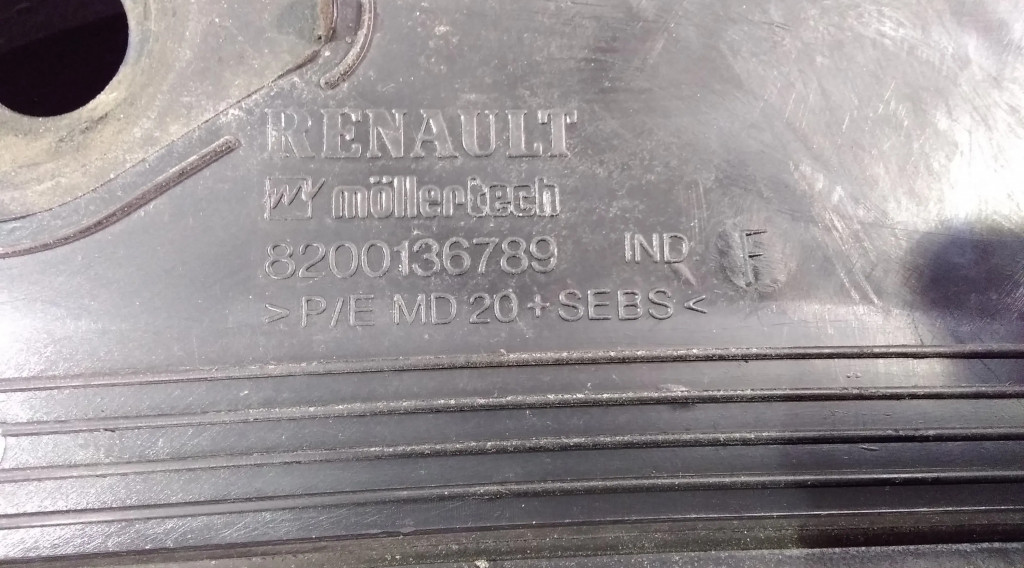 RENAULT
möllertech
8200136789 IND F
>P/E MD 20+SEBS<